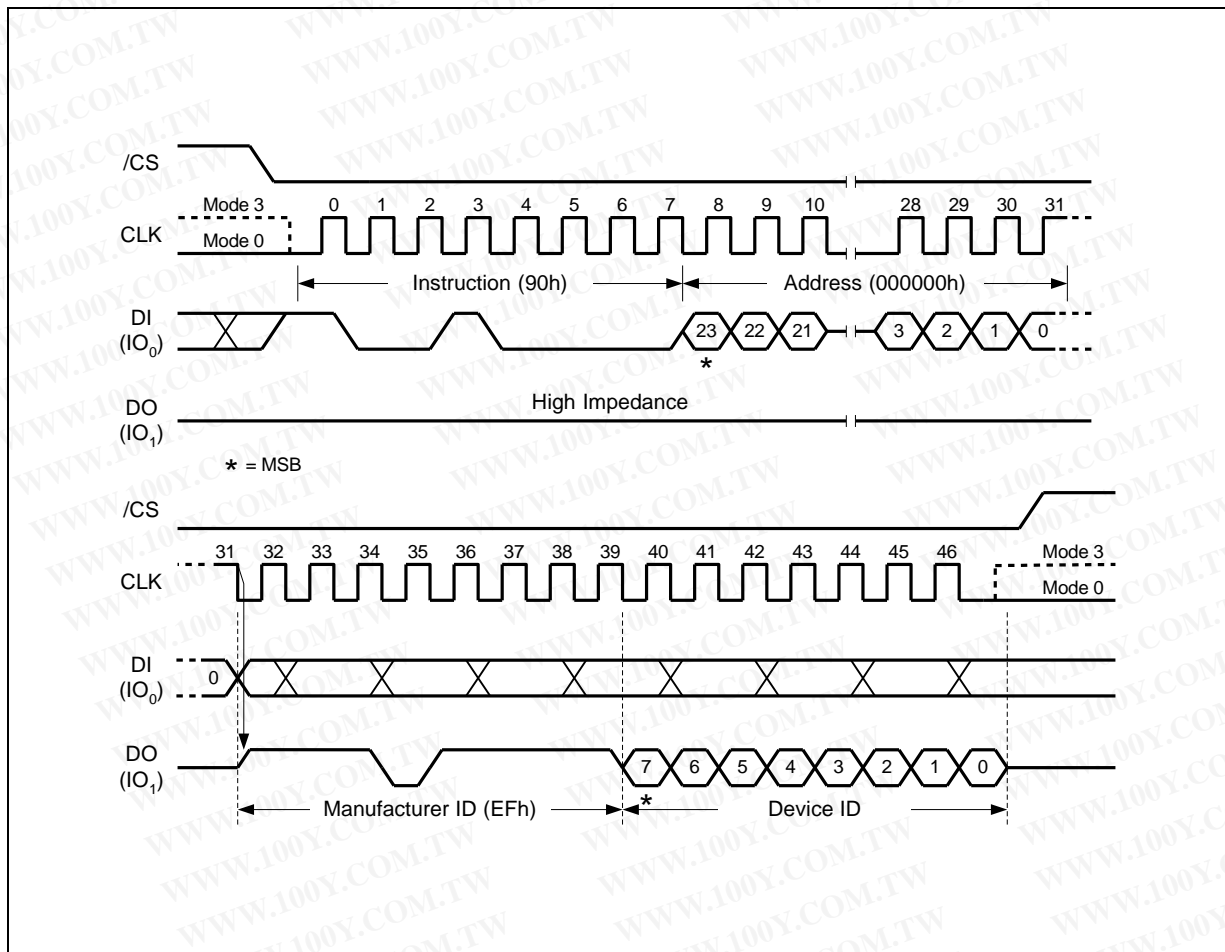 /CS
Mode 3 0 1 2 3 4 5 6 7 8 9 10 28 29 30 31
CLK Mode 0
Instruction (90h) Address (000000h)
DI
(IO0) 23 22 21 3 2 1 0
*
High Impedance
DO
(IO1)
* = MSB
/CS
31 32 33 34 35 36 37 38 39 40 41 42 43 44 45 46 Mode 3
CLK Mode 0
DI
(IO0) 0
DO
(IO1) 7 6 5 4 3 2 1 0
*
Manufacturer ID (EFh) Device ID
WWW.100Y.COM.TW